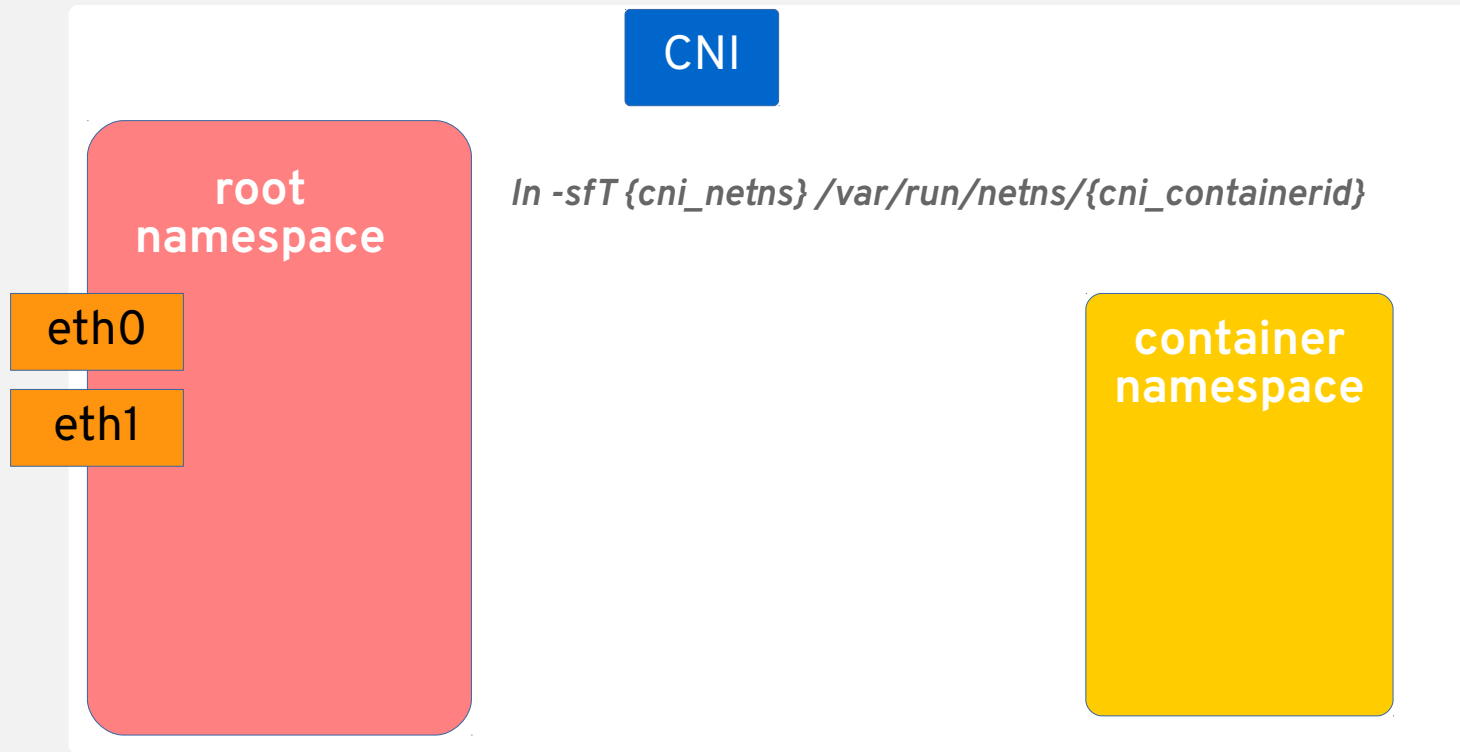 CNI
root
namespace
ln -sfT {cni_netns} /var/run/netns/{cni_containerid}
eth0
eth1
container
namespace